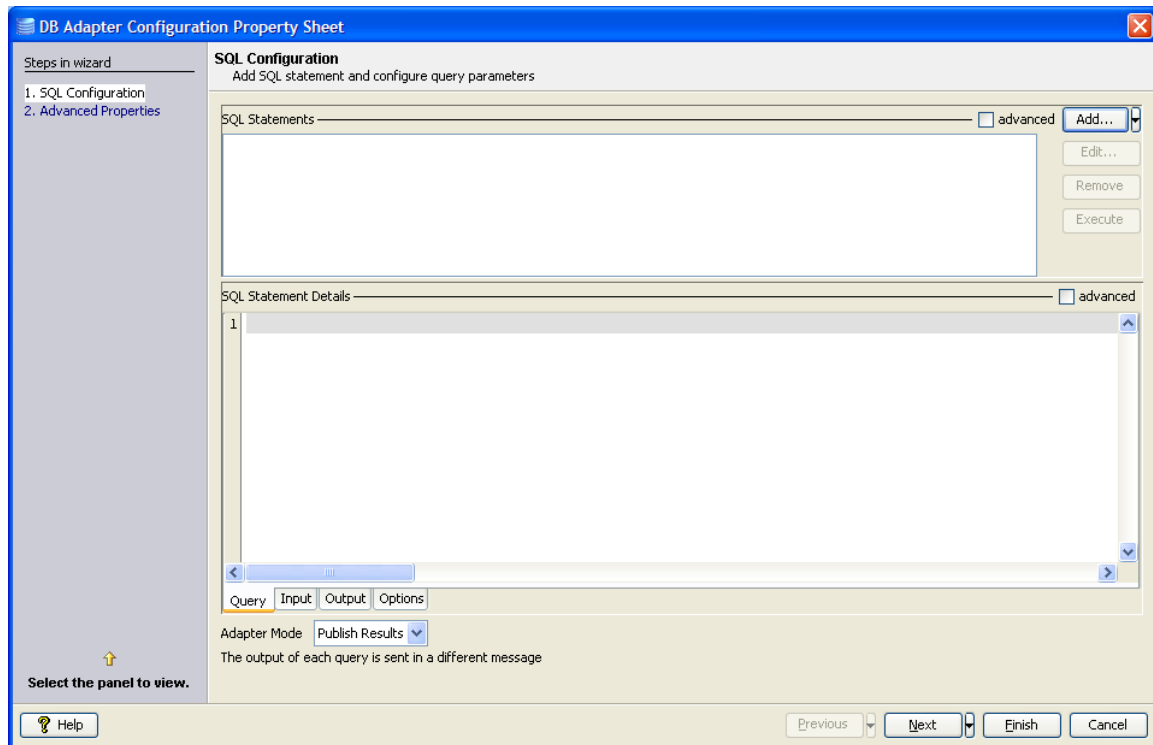 DB Adapter Configuration Property Sheet
Steps in wizard
1. SQL Configuration
2. Advanced Properties
SQL Configuration
Add SQL statement and configure query parameters
SQL Statements
advanced
Add...
Edit...
Remove
Execute
SQL Statement Details
advanced
1
Query Input Output Options
Adapter Mode Publish Results
The output of each query is sent in a different message
Select the panel to view.
Help
Previous Next Finish Cancel